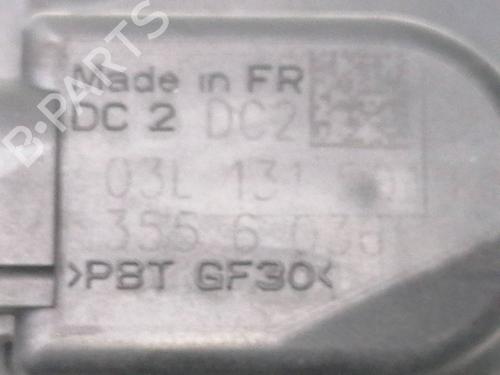 B-PARTS
Made in FR
DC 2 DC2
03L 131
355 6
>PBT GF30<